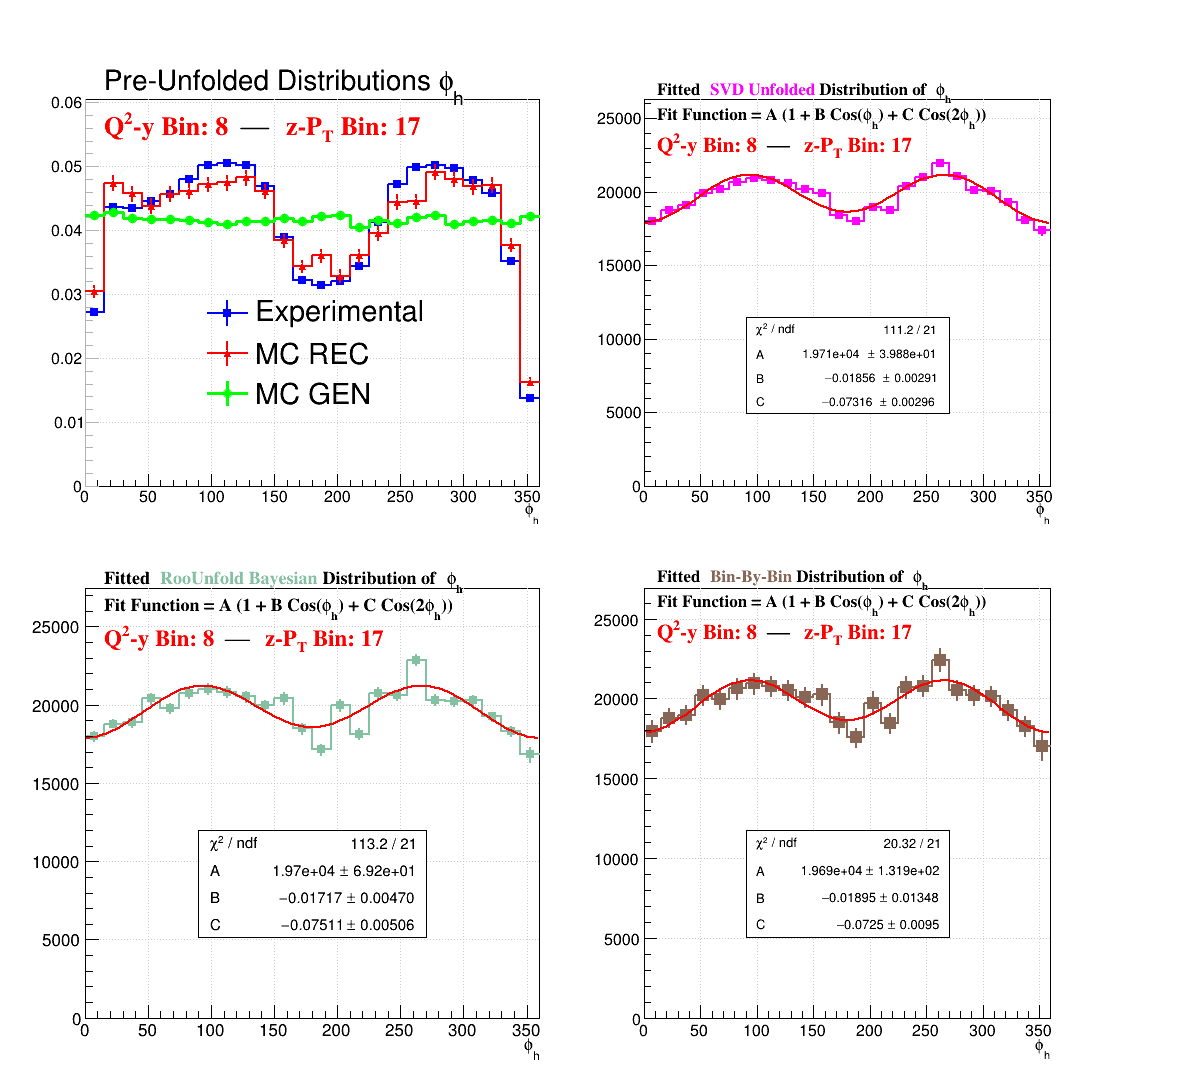 Pre-Unfolded Distributions ϕh
Q²-y Bin: 8 — z-PT Bin: 17
0.06
0.05
0.04
0.03
0.02
0.01
0
Experimental
MC REC
MC GEN
0 50 100 150 200 250 300 350
ϕh
Fitted SVD Unfolded Distribution of ϕh
Fit Function = A (1 + B Cos(ϕh) + C Cos(2ϕh))
Q²-y Bin: 8 — z-PT Bin: 17
25000
20000
15000
10000
5000
0
χ² / ndf 111.2 / 21
A 1.971e+04 ± 3.988e+01
B −0.01856 ± 0.00291
C −0.07316 ± 0.00296
0 50 100 150 200 250 300 350
ϕh
Fitted RooUnfold Bayesian Distribution of ϕh
Fit Function = A (1 + B Cos(ϕh) + C Cos(2ϕh))
Q²-y Bin: 8 — z-PT Bin: 17
25000
20000
15000
10000
5000
0
χ² / ndf 113.2 / 21
A 1.97e+04 ± 6.92e+01
B −0.01717 ± 0.00470
C −0.07511 ± 0.00506
0 50 100 150 200 250 300 350
ϕh
Fitted Bin-By-Bin Distribution of ϕh
Fit Function = A (1 + B Cos(ϕh) + C Cos(2ϕh))
Q²-y Bin: 8 — z-PT Bin: 17
25000
20000
15000
10000
5000
0
χ² / ndf 20.32 / 21
A 1.969e+04 ± 1.319e+02
B −0.01895 ± 0.01348
C −0.0725 ± 0.0095
0 50 100 150 200 250 300 350
ϕh